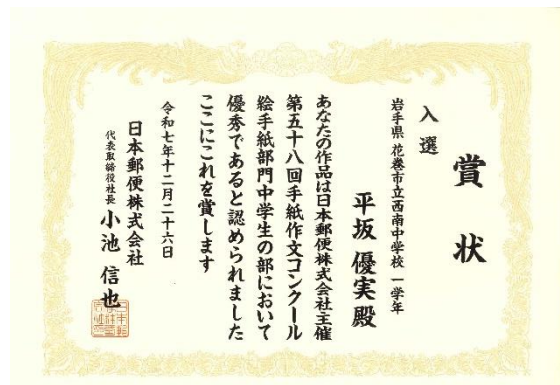 賞状
入選
岩手県 花巻市立西南中学校 一学年
平坂 優実 殿
あなたの作品は日本郵便株式会社主催
第五十八回手紙作文コンクール
絵手紙部門中学生の部において
優秀であると認められました
ここにこれを賞します
令和七年十二月二十六日
日本郵便株式会社
代表取締役社長 小池 信也